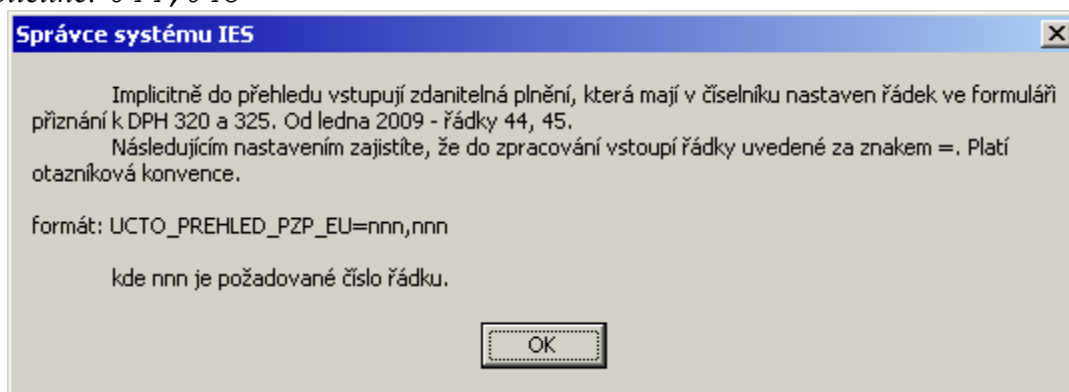 Správce systému IES
Implicitně do přehledu vstupují zdanitelná plnění, která mají v číselníku nastaven řádek ve formuláři
přiznání k DPH 320 a 325. Od ledna 2009 - řádky 44, 45.
Následujícím nastavením zajistíte, že do zpracování vstoupí řádky uvedené za znakem =. Platí
otazníková konvence.
formát: UCTO_PREHLED_PZP_EU=nnn,nnn
kde nnn je požadované číslo řádku.
OK